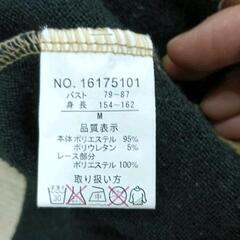 NO. 16175101
バスト 79-87
身長 154-162
M
品質表示
本体 ポリエステル 95%
ポリウレタン 5%
レース部分
ポリエステル 100%
取り扱い方